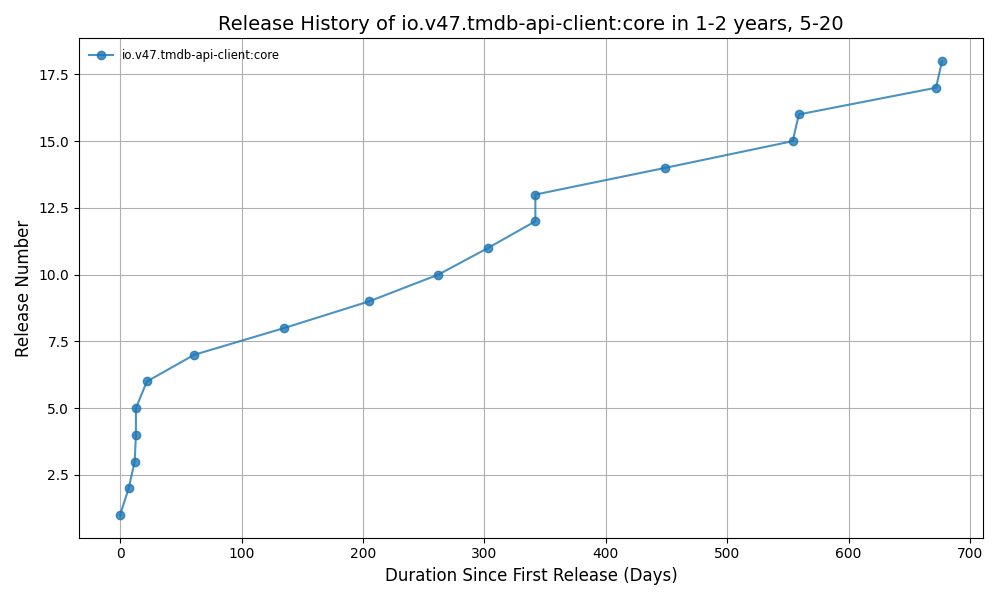 Release History of io.v47.tmdb-api-client:core in 1-2 years, 5-20
io.v47.tmdb-api-client:core
17.5
15.0
12.5
10.0
7.5
5.0
2.5
Release Number
0 100 200 300 400 500 600 700
Duration Since First Release (Days)